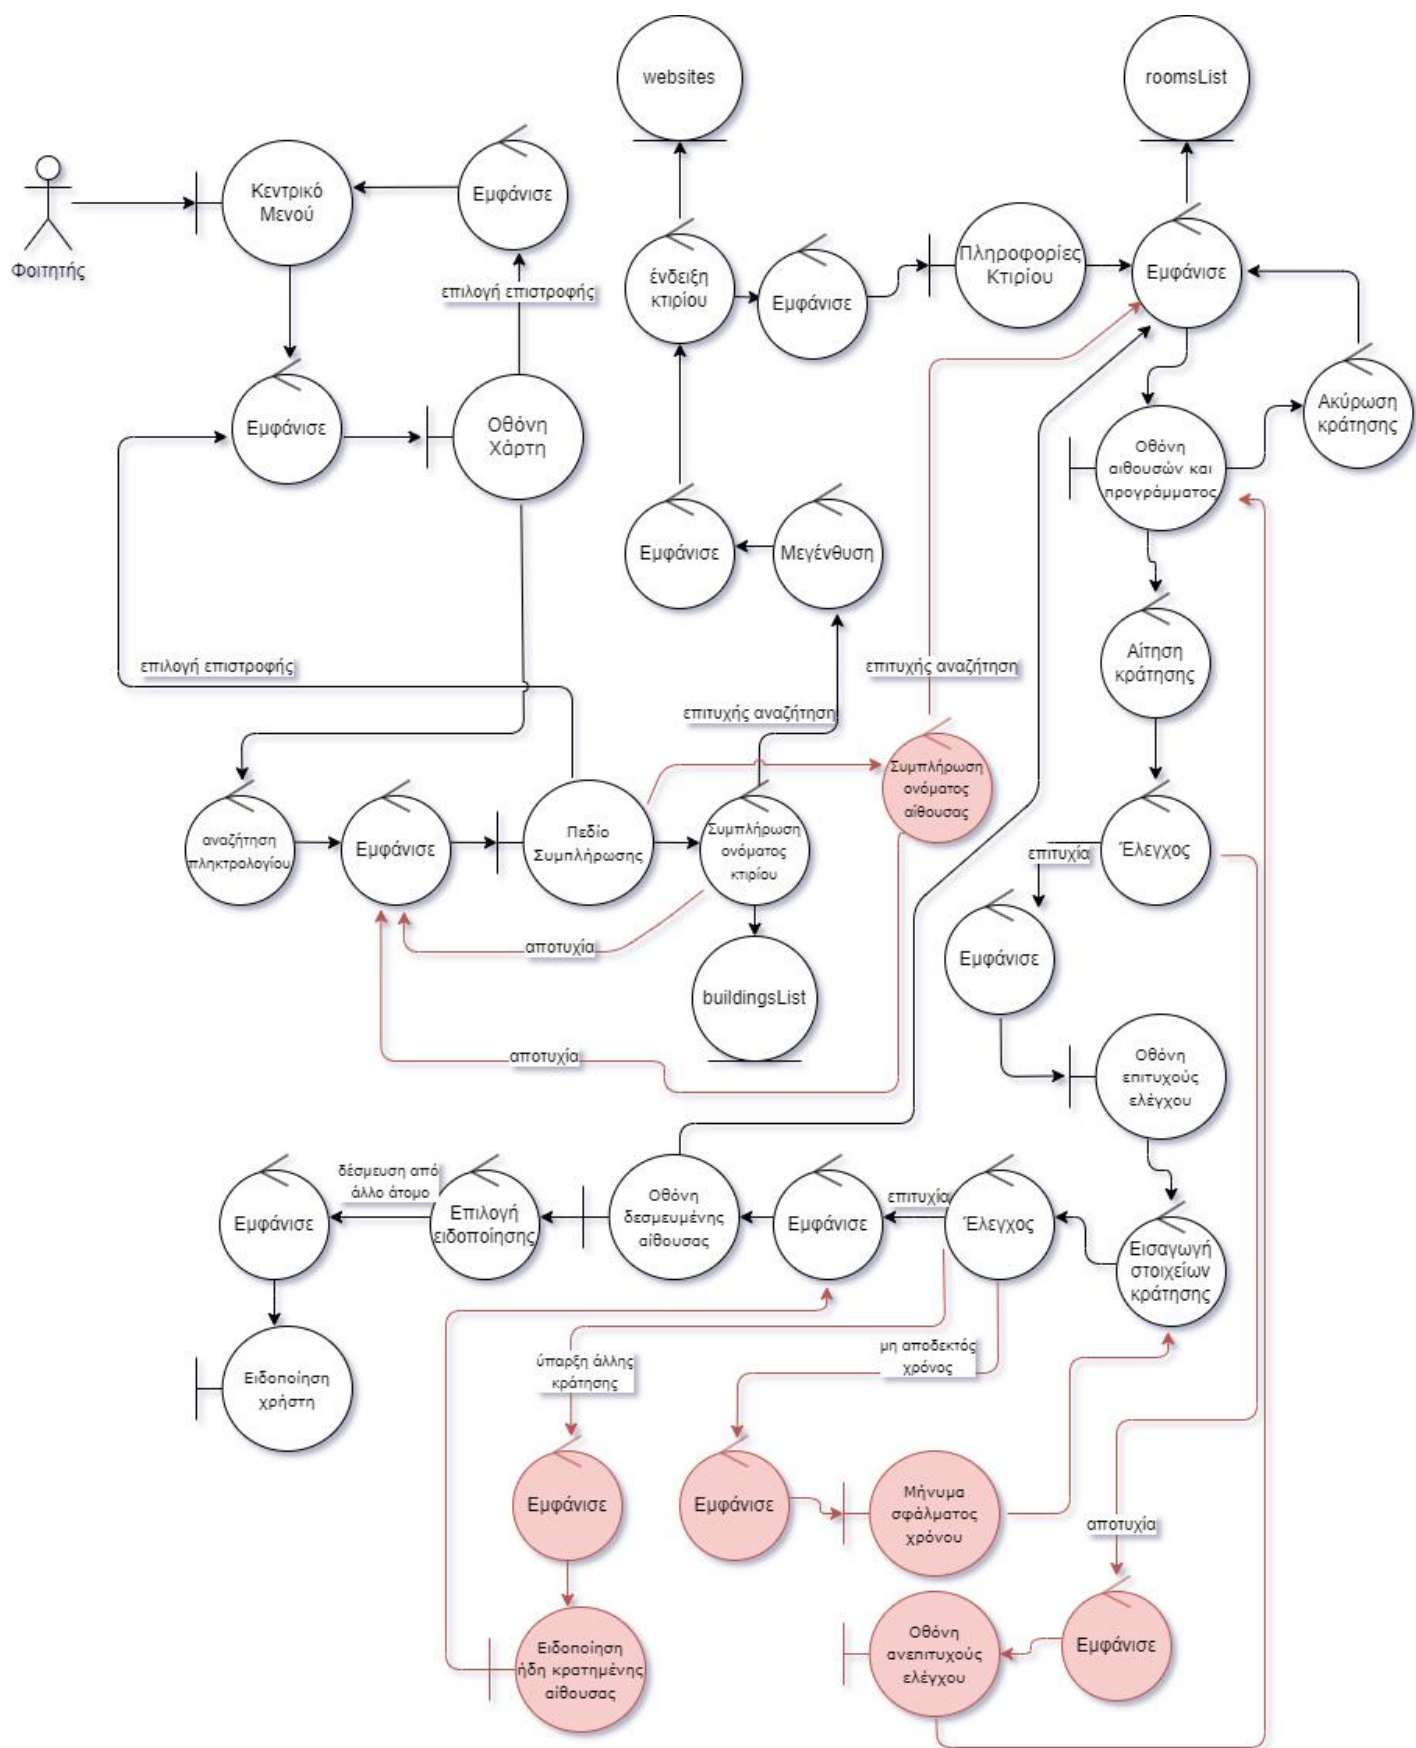 websites
roomsList
Κεντρικό
Μενού
Εμφάνισε
Φοιτητής
επιλογή επιστροφής
ένδειξη
κτιρίου
Εμφάνισε
Πληροφορίες
Κτιρίου
Εμφάνισε
Εμφάνισε
Οθόνη
Χάρτη
Ακύρωση
κράτησης
Οθόνη
αιθουσών και
προγράμματος
Εμφάνισε
Μεγένθυση
επιλογή επιστροφής
επιτυχής αναζήτηση
επιτυχής αναζήτηση
Αίτηση
κράτησης
αναζήτηση
πληκτρολογίου
Εμφάνισε
Πεδίο
Συμπλήρωσης
Συμπλήρωση
ονόματος
κτιρίου
Συμπλήρωση
ονόματος
αίθουσας
Έλεγχος
επιτυχία
αποτυχία
Εμφάνισε
buildingsList
αποτυχία
Οθόνη
επιτυχούς
ελέγχου
Εμφάνισε
δέσμευση από
άλλο άτομο
Επιλογή
ειδοποίησης
Οθόνη
δεσμευμένης
αίθουσας
Εμφάνισε
επιτυχία
Έλεγχος
Εισαγωγή
στοιχείων
κράτησης
Ειδοποίηση
χρήστη
ύπαρξη άλλης
κράτησης
μη αποδεκτός
χρόνος
Εμφάνισε
Εμφάνισε
Μήνυμα
σφάλματος
χρόνου
αποτυχία
Ειδοποίηση
ήδη κρατημένης
αίθουσας
Οθόνη
ανεπιτυχούς
ελέγχου
Εμφάνισε